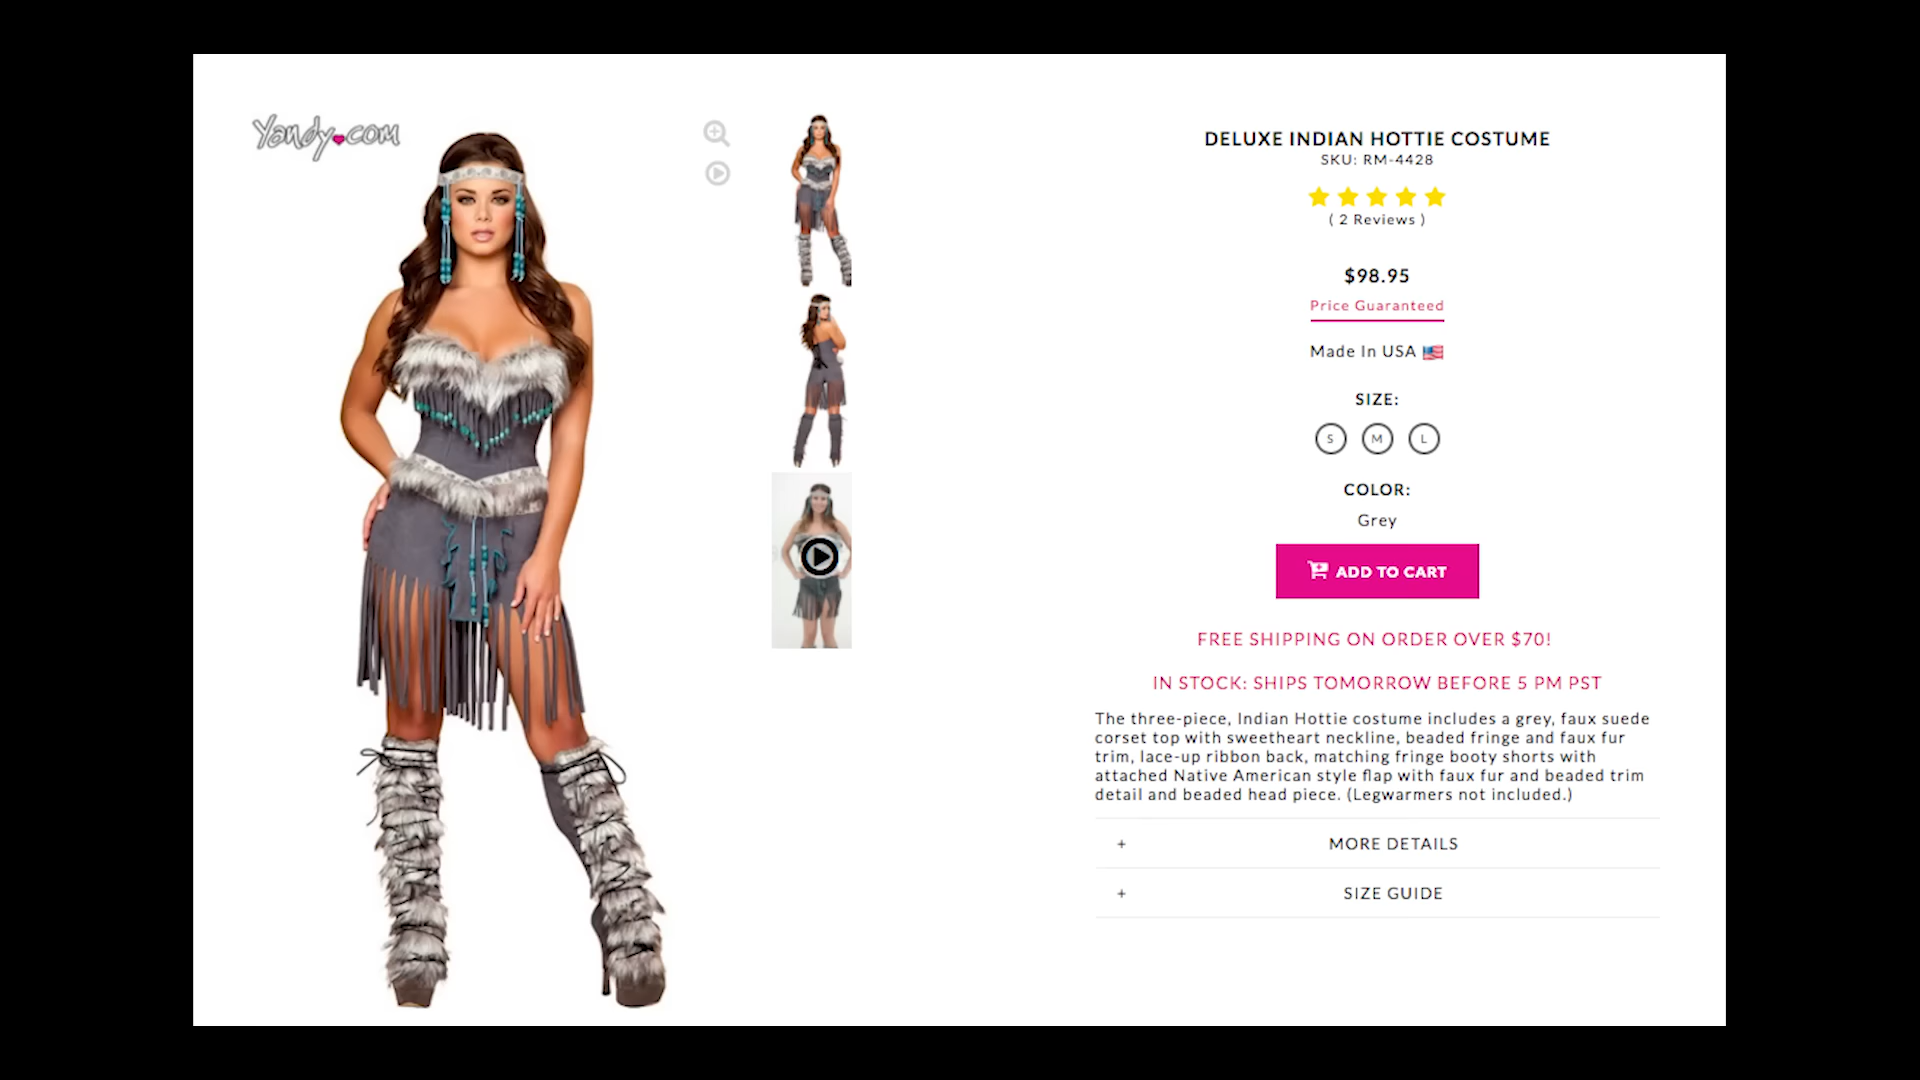 Yandy.com
DELUXE INDIAN HOTTIE COSTUME
SKU: RM-4428
( 2 Reviews )
$98.95
Price Guaranteed
Made In USA
SIZE:
S M L
COLOR:
Grey
ADD TO CART
FREE SHIPPING ON ORDER OVER $70!
IN STOCK: SHIPS TOMORROW BEFORE 5 PM PST
The three-piece, Indian Hottie costume includes a grey, faux suede
corset top with sweetheart neckline, beaded fringe and faux fur
trim, lace-up ribbon back, matching fringe booty shorts with
attached Native American style flap with faux fur and beaded trim
detail and beaded head piece. (Legwarmers not included.)
+ MORE DETAILS
+ SIZE GUIDE